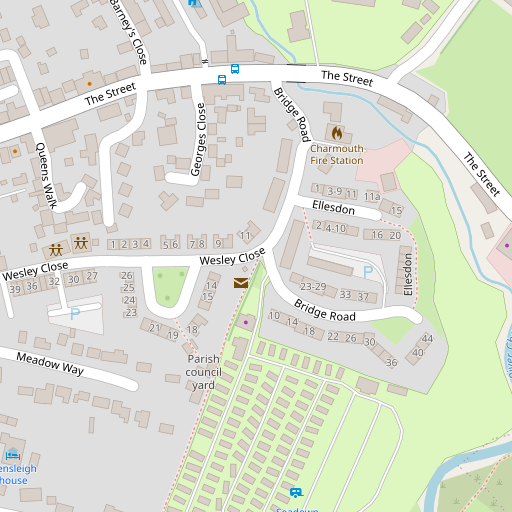 Barney's Close
The Street
The Street
Bridge Road
Georges Close
Queens Walk
Charmouth
Fire Station
The Street
1 3-9 11 11a
15
Ellesdon
2 4-10
16 20
11
1 2 3 4
5/6
7/8
9
Wesley Close
Wesley Close
39 36
32 30 27
26
25
23
14
15
P
P
Ellesdon
23-29
33 37
Bridge Road
10 14 18
22 26 30
36
44
40
21 19
18
Meadow Way
Parish
council
yard
ensleigh
house
Seadown